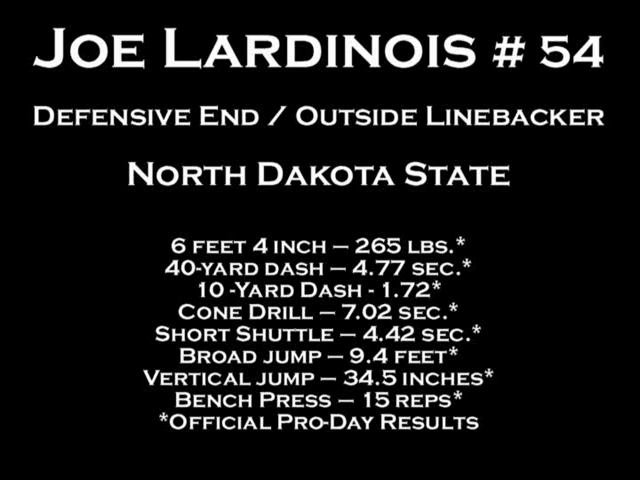 Joe Lardinois # 54
Defensive End / Outside Linebacker
North Dakota State
6 feet 4 inch – 265 lbs.*
40-yard dash – 4.77 sec.*
10 -Yard Dash - 1.72*
Cone Drill – 7.02 sec.*
Short Shuttle – 4.42 sec.*
Broad jump – 9.4 feet*
Vertical jump – 34.5 inches*
Bench Press – 15 reps*
*Official Pro-Day Results